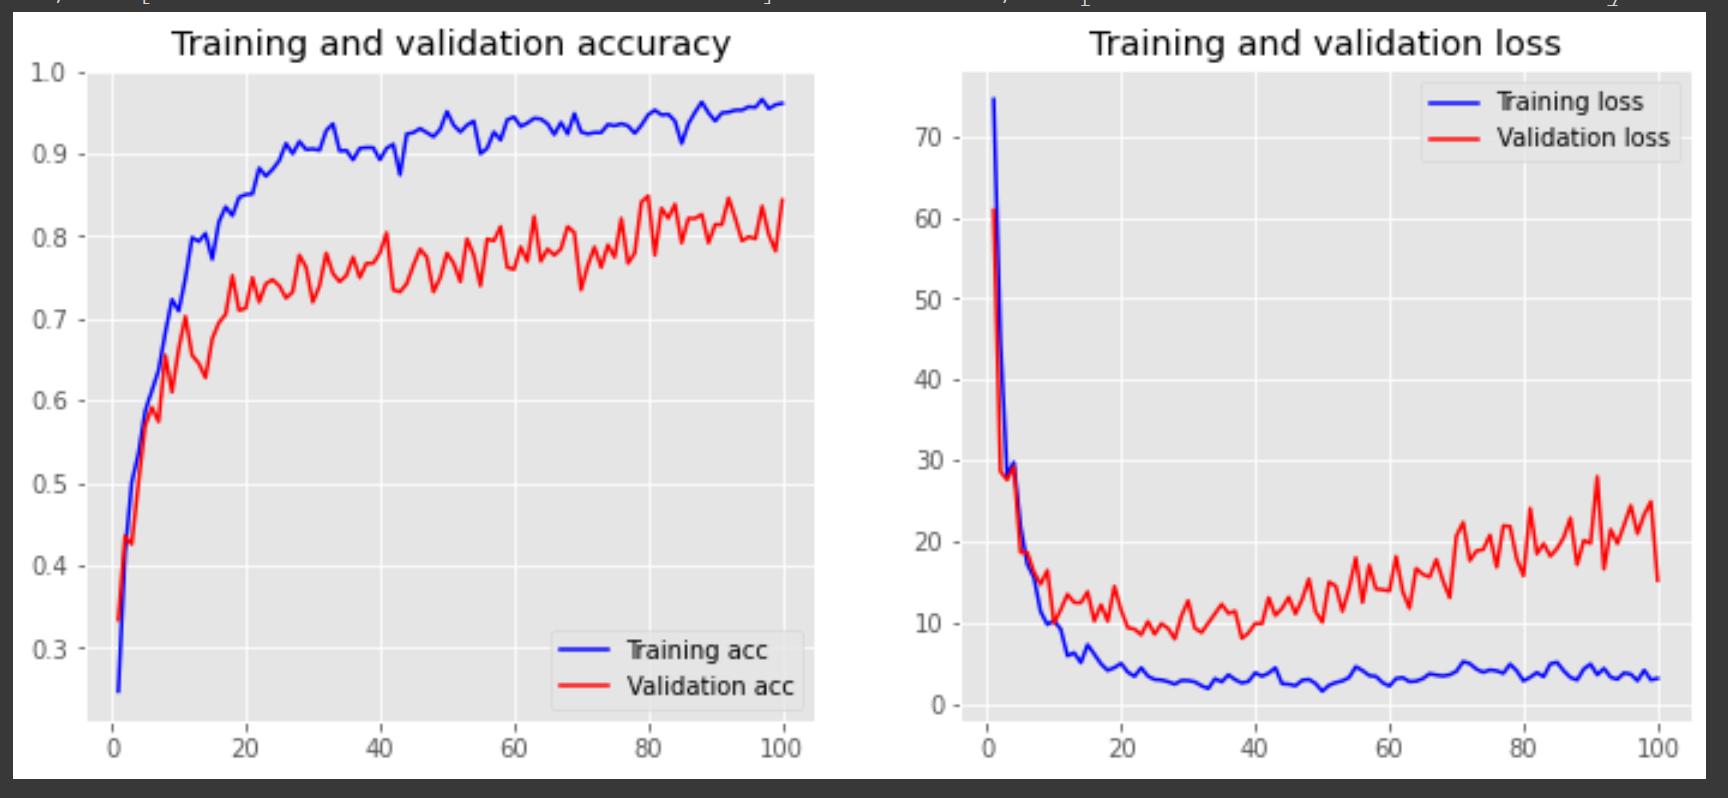 Training and validation accuracy
1.0
0.9
0.8
0.7
0.6
0.5
0.4
0.3
Training acc
Validation acc
0 20 40 60 80 100
Training and validation loss
Training loss
Validation loss
70
60
50
40
30
20
10
0
0 20 40 60 80 100